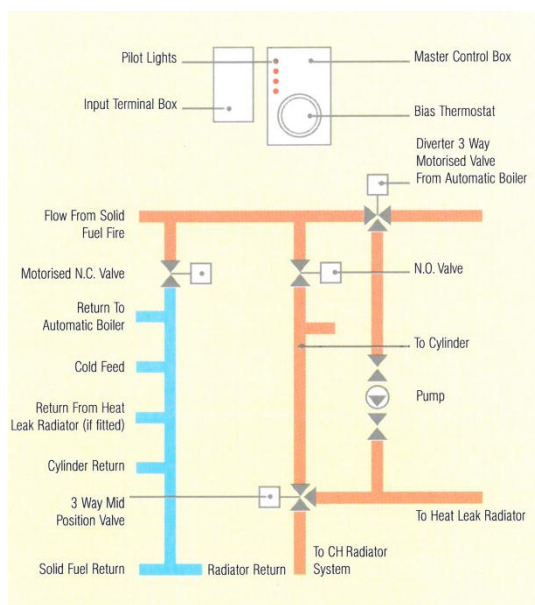 Pilot Lights
Master Control Box
Input Terminal Box
Bias Thermostat
Diverter 3 Way
Motorised Valve
From Automatic Boiler
Flow From Solid
Fuel Fire
Motorised N.C. Valve
N.O. Valve
Return To
Automatic Boiler
To Cylinder
Cold Feed
Pump
Return From Heat
Leak Radiator (if fitted)
Cylinder Return
3 Way Mid
Position Valve
To Heat Leak Radiator
To CH Radiator
System
Solid Fuel Return
Radiator Return